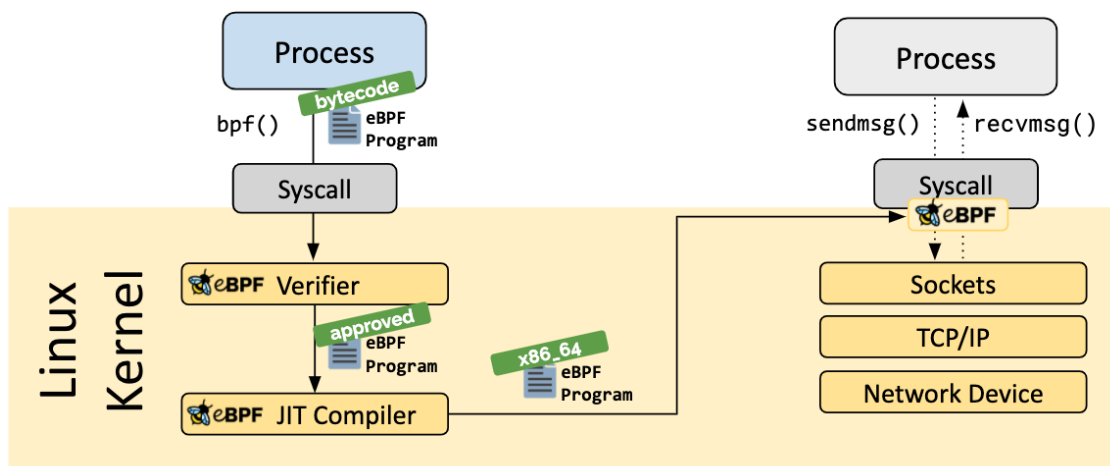 Process
bytecode
bpf()
eBPF
Program
Syscall
Linux
Kernel
eBPF Verifier
approved
eBPF
Program
eBPF JIT Compiler
x86_64
eBPF
Program
Process
sendmsg()
recvmsg()
Syscall
eBPF
Sockets
TCP/IP
Network Device